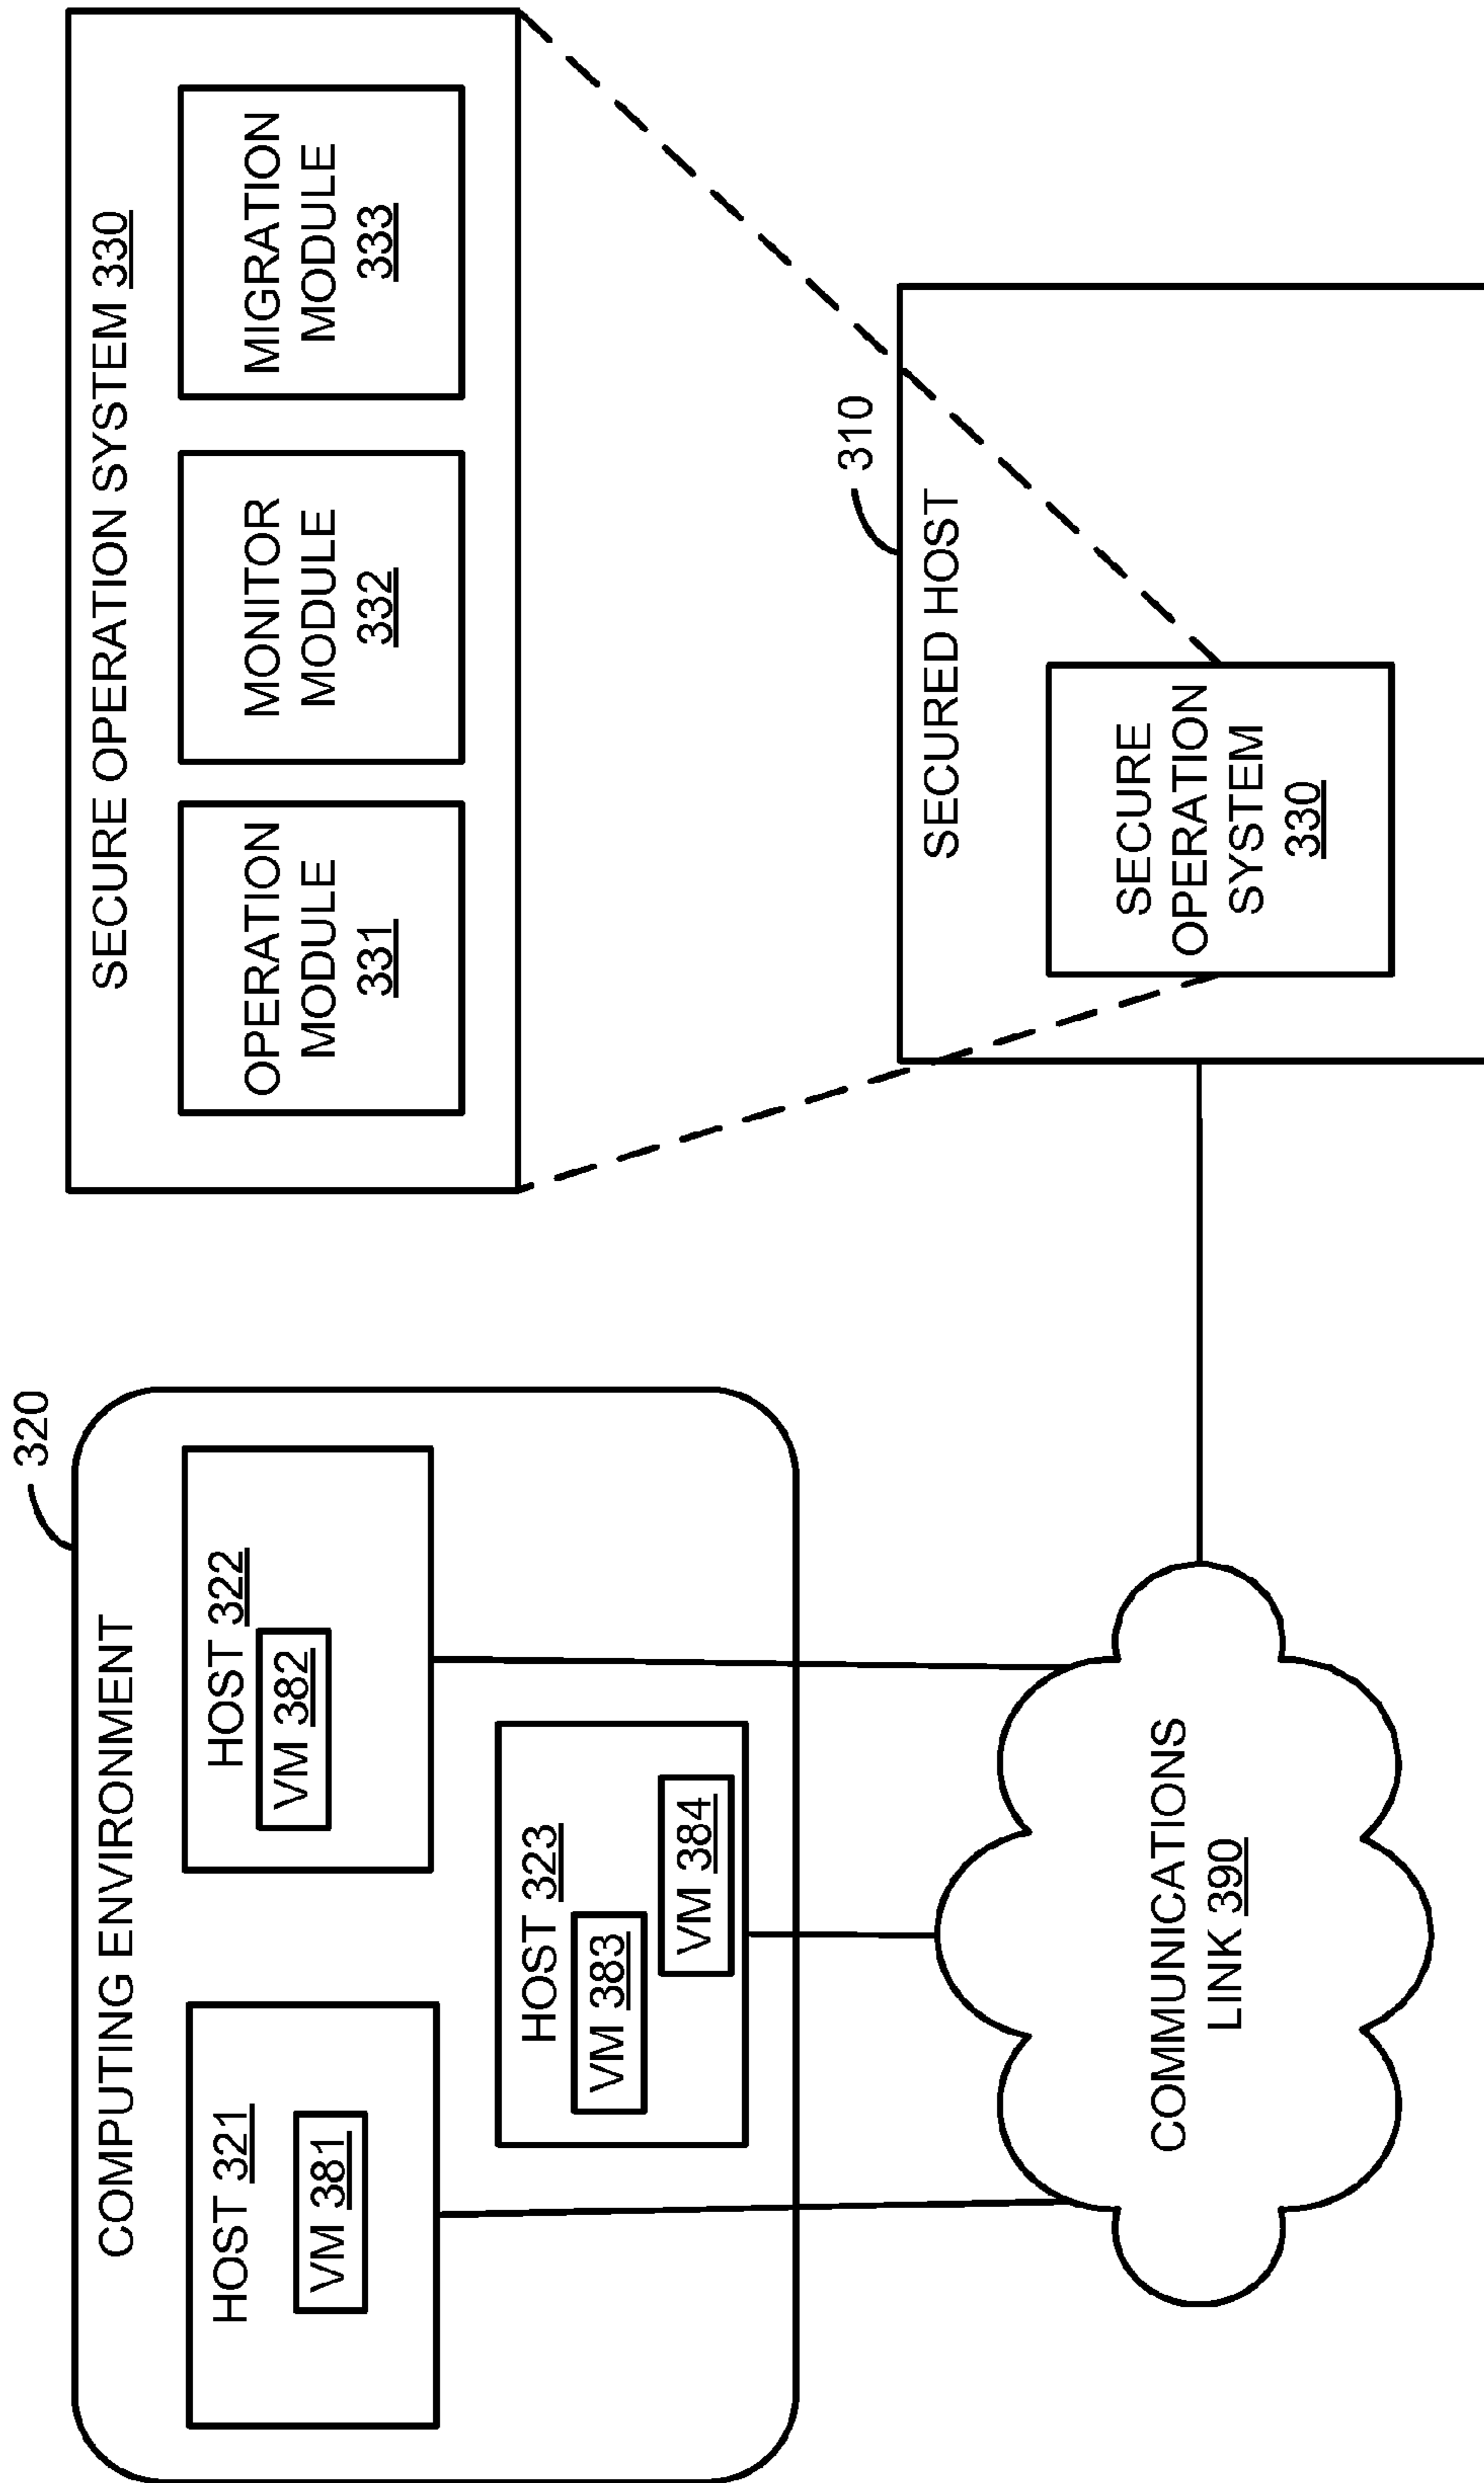 320
COMPUTING ENVIRONMENT
HOST 321
VM 381
HOST 322
VM 382
HOST 323
VM 383
VM 384
COMMUNICATIONS
LINK 390
SECURE OPERATION SYSTEM 330
OPERATION
MODULE
331
MONITOR
MODULE
332
MIGRATION
MODULE
333
310
SECURED HOST
SECURE
OPERATION
SYSTEM
330